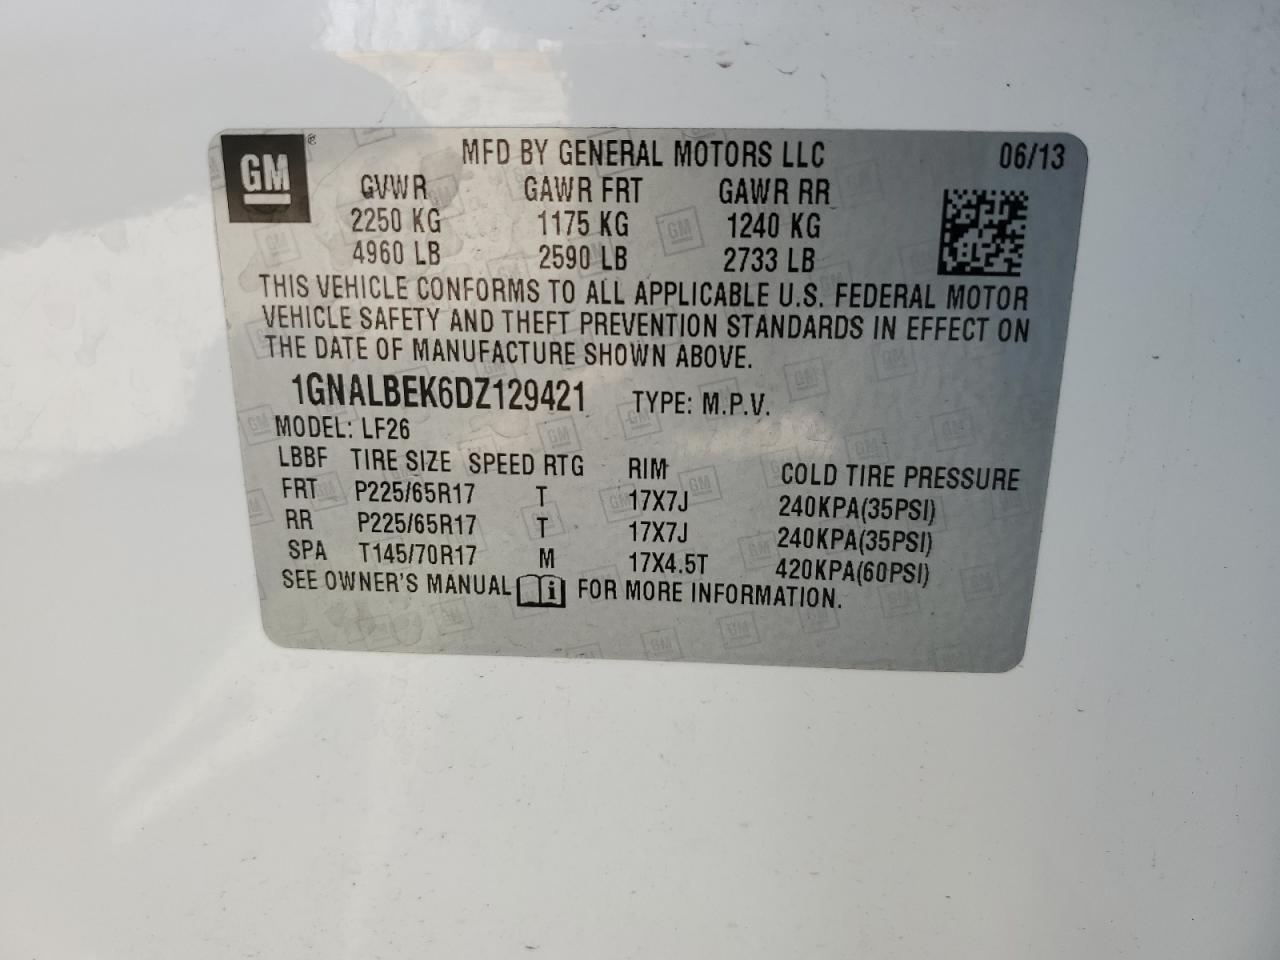 GM ® MFD BY GENERAL MOTORS LLC 06/13
GVWR GAWR FRT GAWR RR
2250 KG 1175 KG 1240 KG
4960 LB 2590 LB 2733 LB
THIS VEHICLE CONFORMS TO ALL APPLICABLE U.S. FEDERAL MOTOR
VEHICLE SAFETY AND THEFT PREVENTION STANDARDS IN EFFECT ON
THE DATE OF MANUFACTURE SHOWN ABOVE.
1GNALBEK6DZ129421 TYPE: M.P.V.
MODEL: LF26
LBBF TIRE SIZE SPEED RTG RIM COLD TIRE PRESSURE
FRT P225/65R17 T 17X7J 240KPA(35PSI)
RR P225/65R17 T 17X7J 240KPA(35PSI)
SPA T145/70R17 M 17X4.5T 420KPA(60PSI)
SEE OWNER'S MANUAL i FOR MORE INFORMATION.